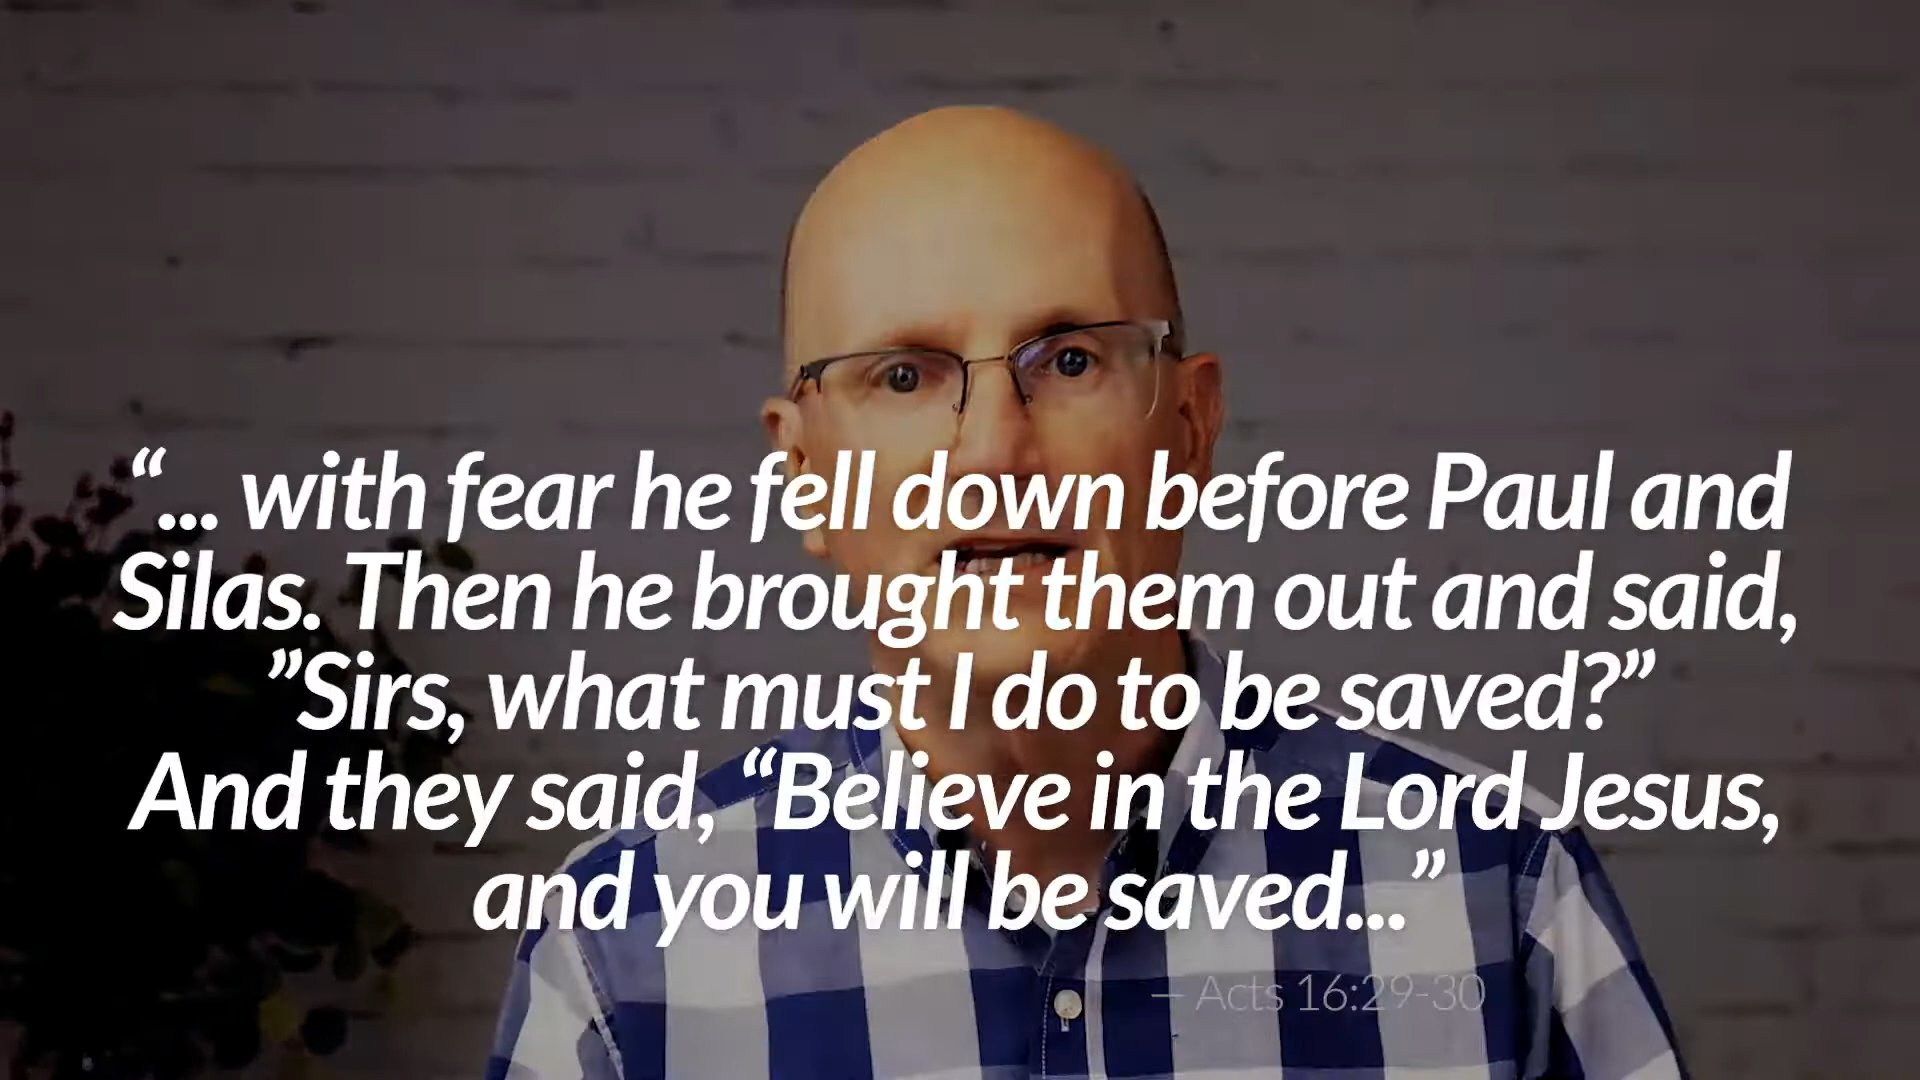 “... with fear he fell down before Paul and
Silas. Then he brought them out and said,
”Sirs, what must I do to be saved?”
And they said, “Believe in the Lord Jesus,
and you will be saved...”
— Acts 16:29-30